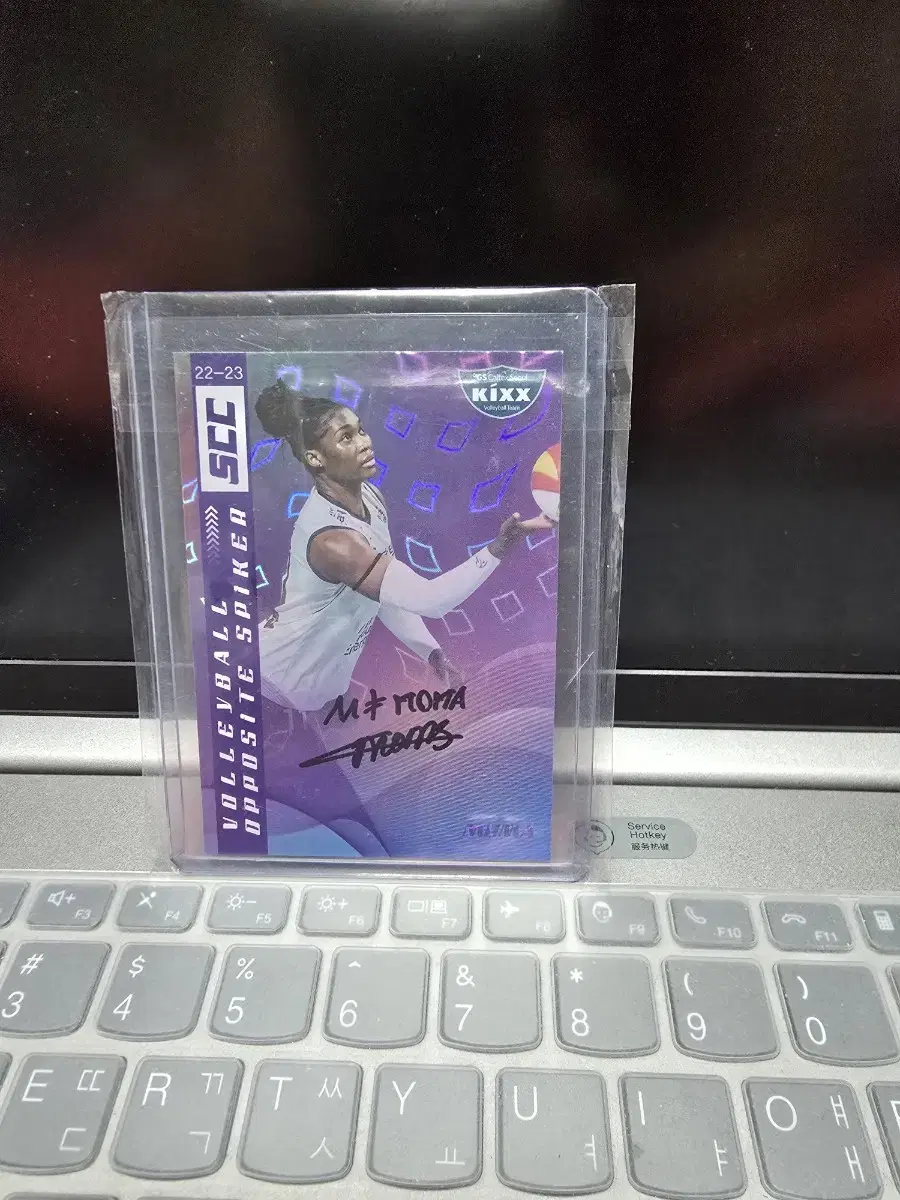 22-23
SCC
VOLLEYBALL
OPPOSITE SPIKER
GS Caltex Seoul
KIXX
Volleyball Team
MOMA
Service
Hotkey
服务热键
F3
F4
F5
F6
F7
F8
F9
F10
F11
# 3
$ 4
% 5
^ 6
& 7
* 8
( 9
) 0
E ㄸ ㄷ
R ㄲ ㄱ
T ㅆ ㅅ
Y ㅛ
U ㅕ
I ㅑ
O ㅒ ㅐ